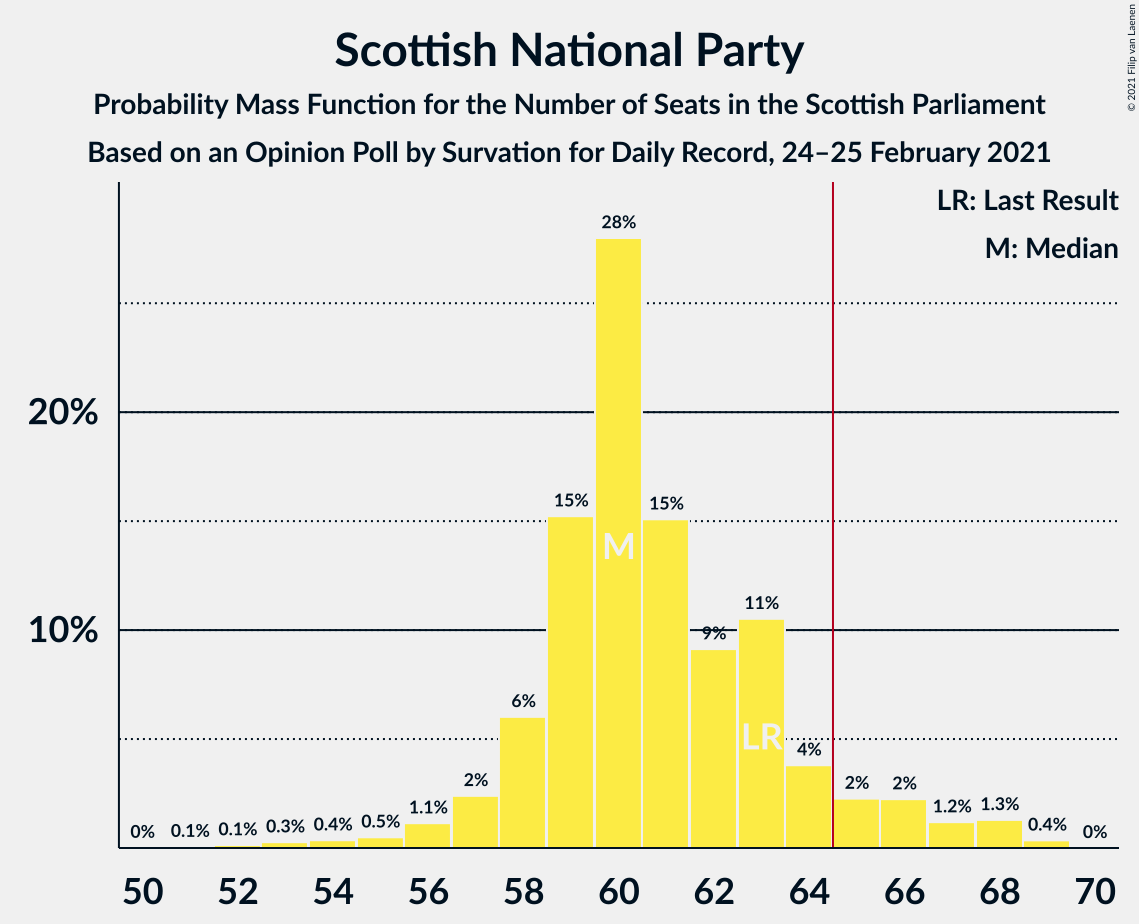 Scottish National Party
Probability Mass Function for the Number of Seats in the Scottish Parliament
Based on an Opinion Poll by Survation for Daily Record, 24–25 February 2021
© 2021 Filip van Laenen
LR: Last Result
M: Median
20%
10%
0%
0.1%
0.1%
0.3%
0.4%
0.5%
1.1%
2%
6%
15%
28%
15%
9%
11%
4%
2%
2%
1.2%
1.3%
0.4%
0%
M
LR
50 52 54 56 58 60 62 64 66 68 70